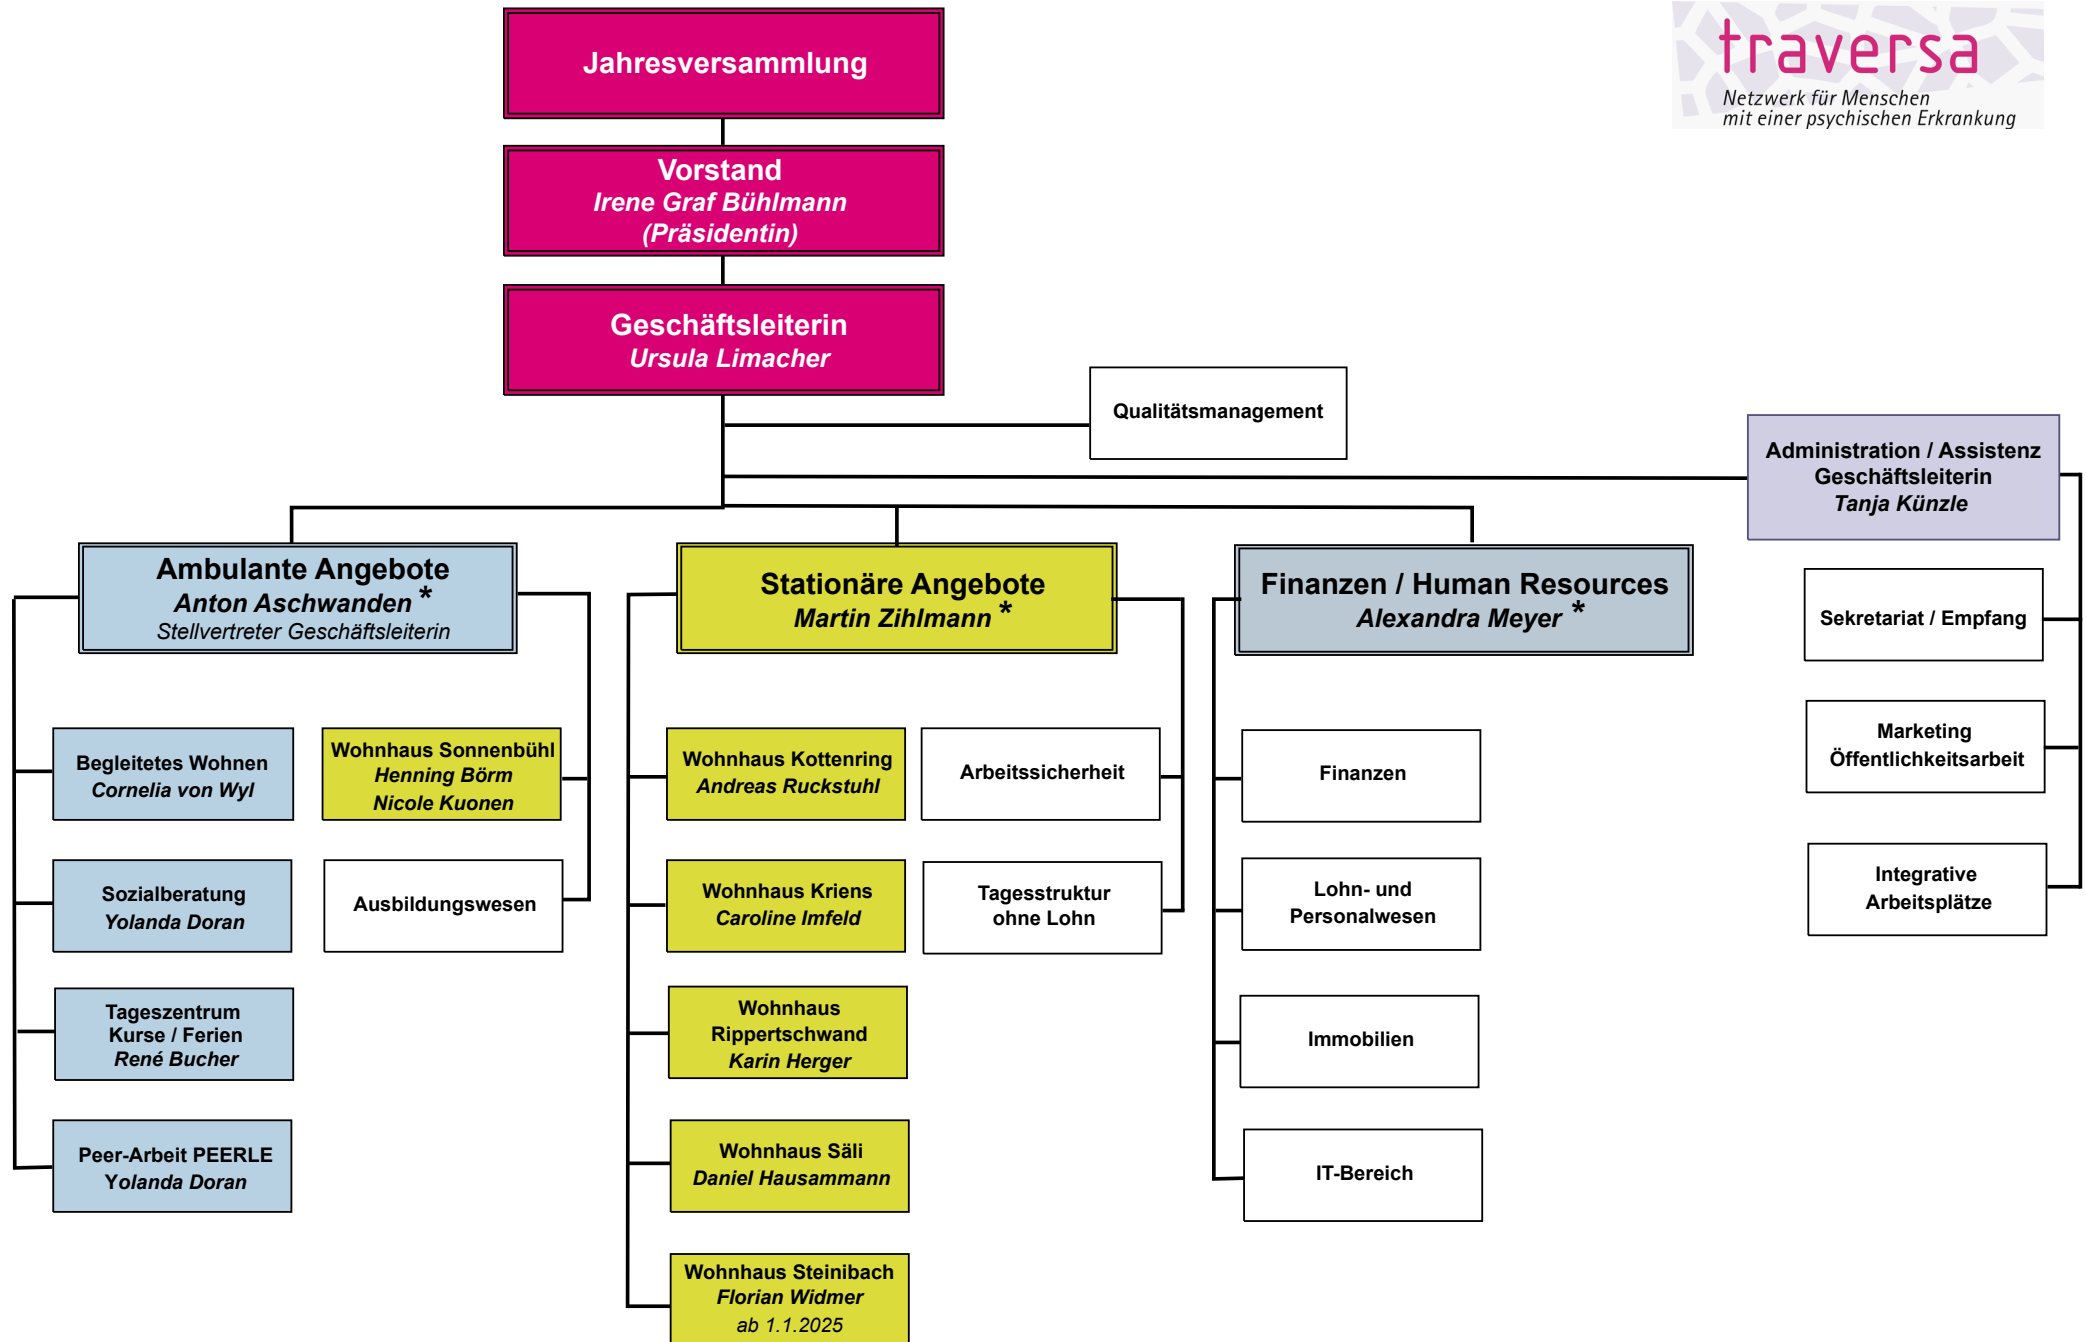 traversa
Netzwerk für Menschen
mit einer psychischen Erkrankung
Jahresversammlung
Vorstand
Irene Graf Bühlmann
(Präsidentin)
Geschäftsleiterin
Ursula Limacher
Qualitätsmanagement
Administration / Assistenz
Geschäftsleiterin
Tanja Künzle
Sekretariat / Empfang
Marketing
Öffentlichkeitsarbeit
Integrative
Arbeitsplätze
Ambulante Angebote
Anton Aschwanden *
Stellvertreter Geschäftsleiterin
Begleitetes Wohnen
Cornelia von Wyl
Sozialberatung
Yolanda Doran
Tageszentrum
Kurse / Ferien
René Bucher
Peer-Arbeit PEERLE
Yolanda Doran
Wohnhaus Sonnenbühl
Henning Börm
Nicole Kuonen
Ausbildungswesen
Stationäre Angebote
Martin Zihlmann *
Wohnhaus Kottenring
Andreas Ruckstuhl
Wohnhaus Kriens
Caroline Imfeld
Wohnhaus
Rippertschwand
Karin Herger
Wohnhaus Säli
Daniel Hausammann
Wohnhaus Steinibach
Florian Widmer
ab 1.1.2025
Arbeitssicherheit
Tagesstruktur
ohne Lohn
Finanzen / Human Resources
Alexandra Meyer *
Finanzen
Lohn- und
Personalwesen
Immobilien
IT-Bereich